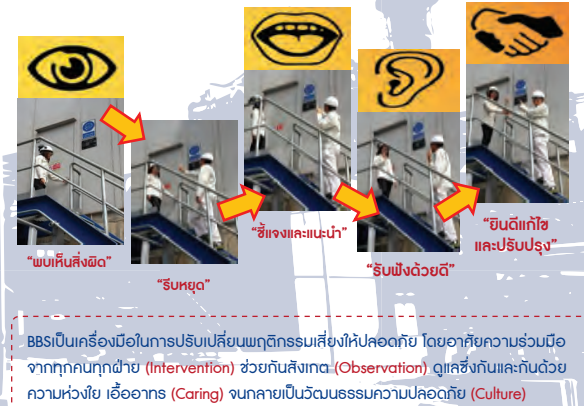 “พบเห็นสิ่งผิด”
“รีบหยุด”
“ชี้แจงและแนะนำ”
“รับฟังด้วยดี”
“ยินดีแก้ไข
และปรับปรุง”
BBSเป็นเครื่องมือในการปรับเปลี่ยนพฤติกรรมเสี่ยงให้ปลอดภัย โดยอาศัยความร่วมมือ
จากทุกคนทุกฝ่าย (Intervention) ช่วยกันสังเกต (Observation) ดูแลซึ่งกันและกันด้วย
ความห่วงใย เอื้ออาทร (Caring) จนกลายเป็นวัฒนธรรมความปลอดภัย (Culture)